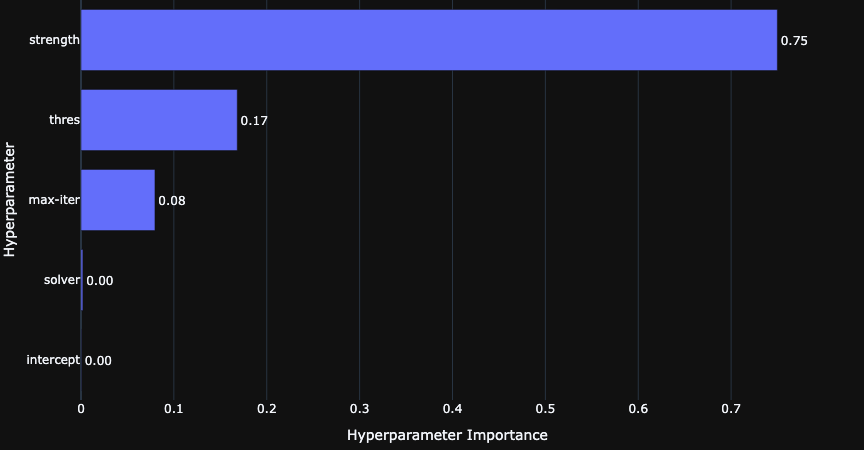 strength 0.75
thres 0.17
max-iter 0.08
solver 0.00
intercept 0.00
Hyperparameter
0 0.1 0.2 0.3 0.4 0.5 0.6 0.7
Hyperparameter Importance